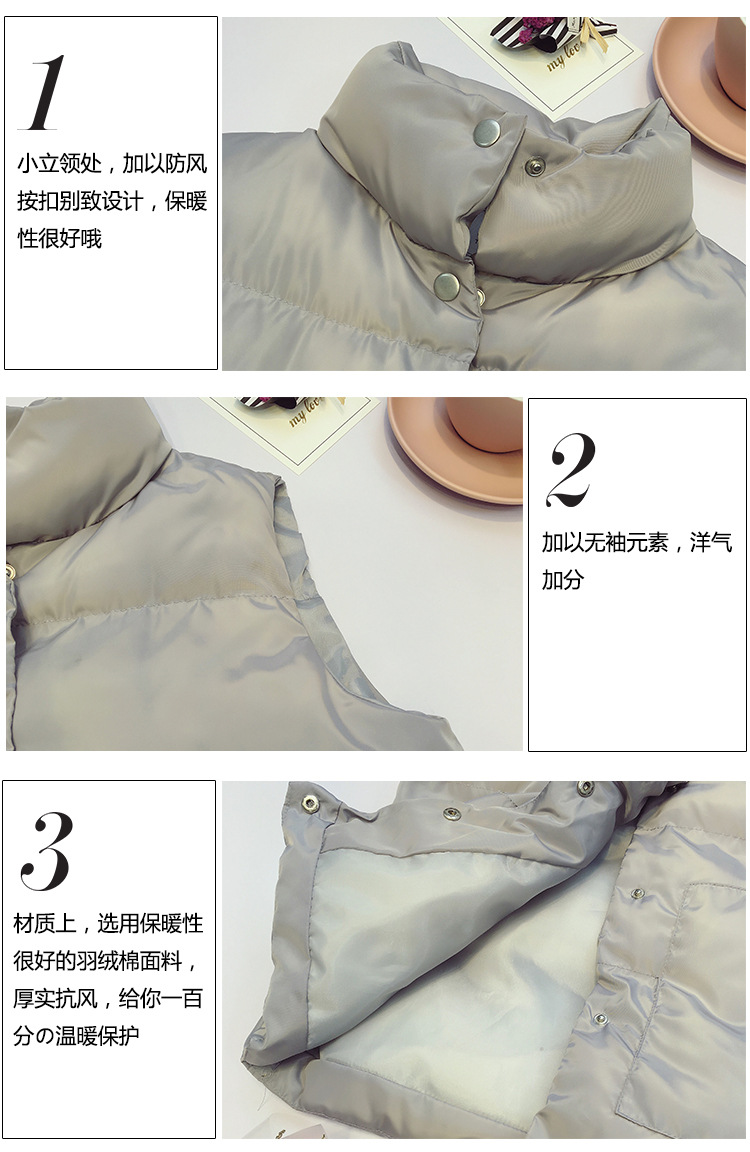 1
小立领处，加以防风
按扣别致设计，保暖
性很好哦
my love
my love
2
加以无袖元素，洋气
加分
3
材质上，选用保暖性
很好的羽绒棉面料，
厚实抗风，给你一百
分の温暖保护